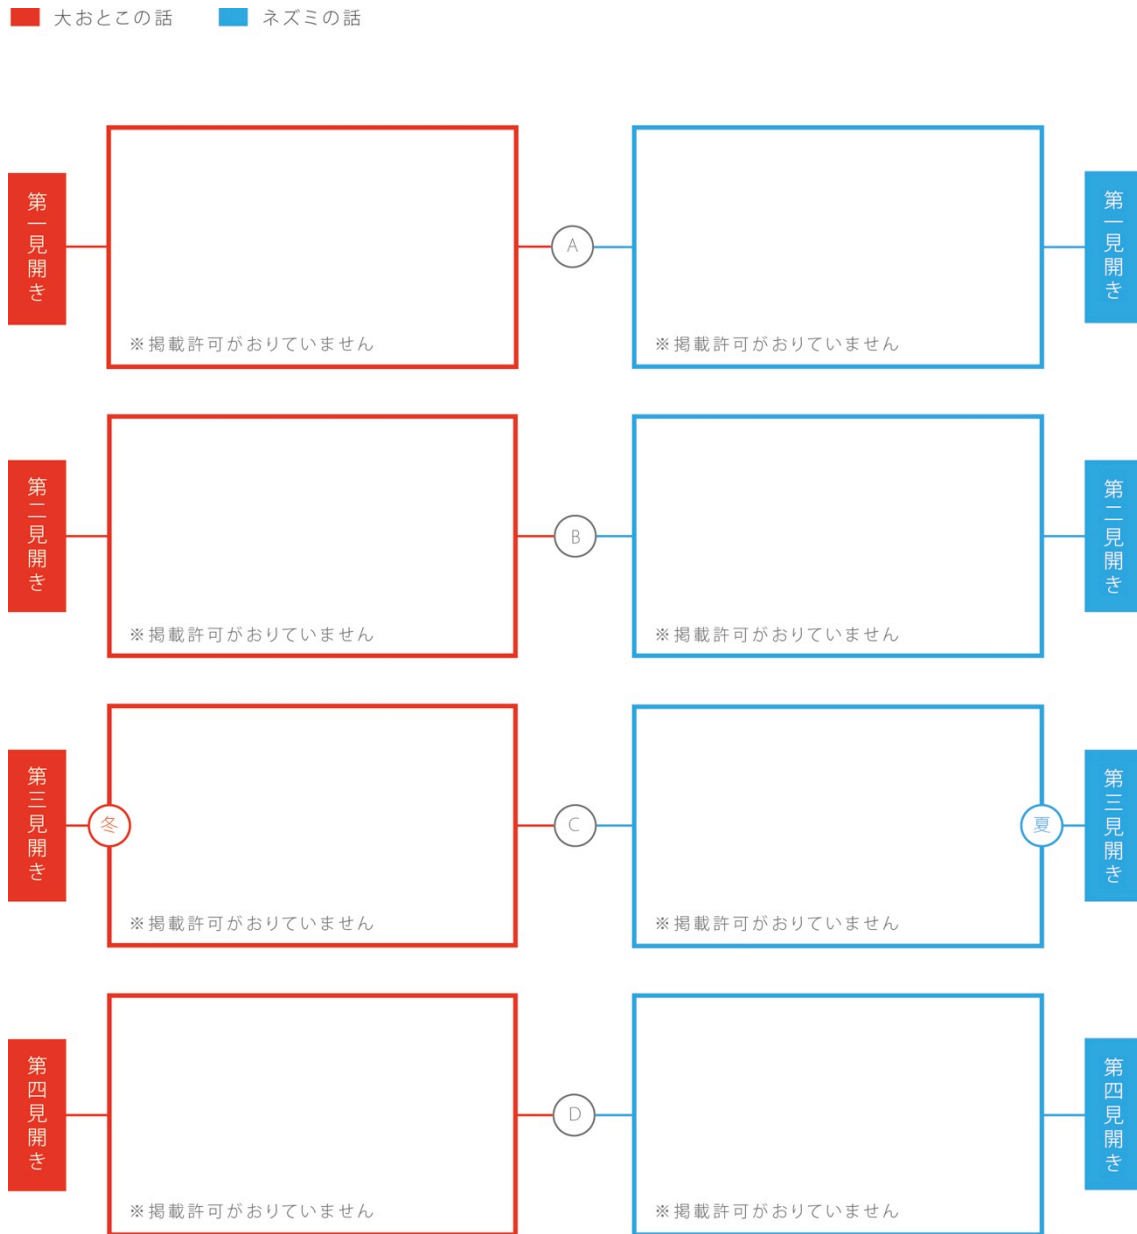 大おとこの話
ネズミの話
第一見開き
※掲載許可がおりていません
A
※掲載許可がおりていません
第一見開き
第二見開き
※掲載許可がおりていません
B
※掲載許可がおりていません
第二見開き
第三見開き
冬
※掲載許可がおりていません
C
※掲載許可がおりていません
夏
第三見開き
第四見開き
※掲載許可がおりていません
D
※掲載許可がおりていません
第四見開き